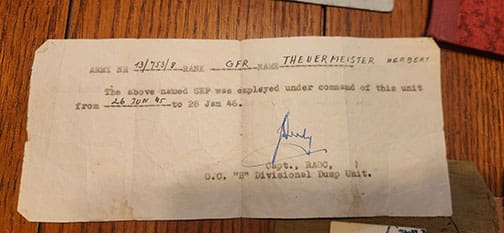 ARMY NR 13/753/8 RANK GFR NAME THEUERMEISTER HERBERT
The above named SEP was employed under command of this unit
from 26 JUN 45 to 28 Jan 46.
Capt., RAOC,
O.C. "E" Divisional Dump Unit.